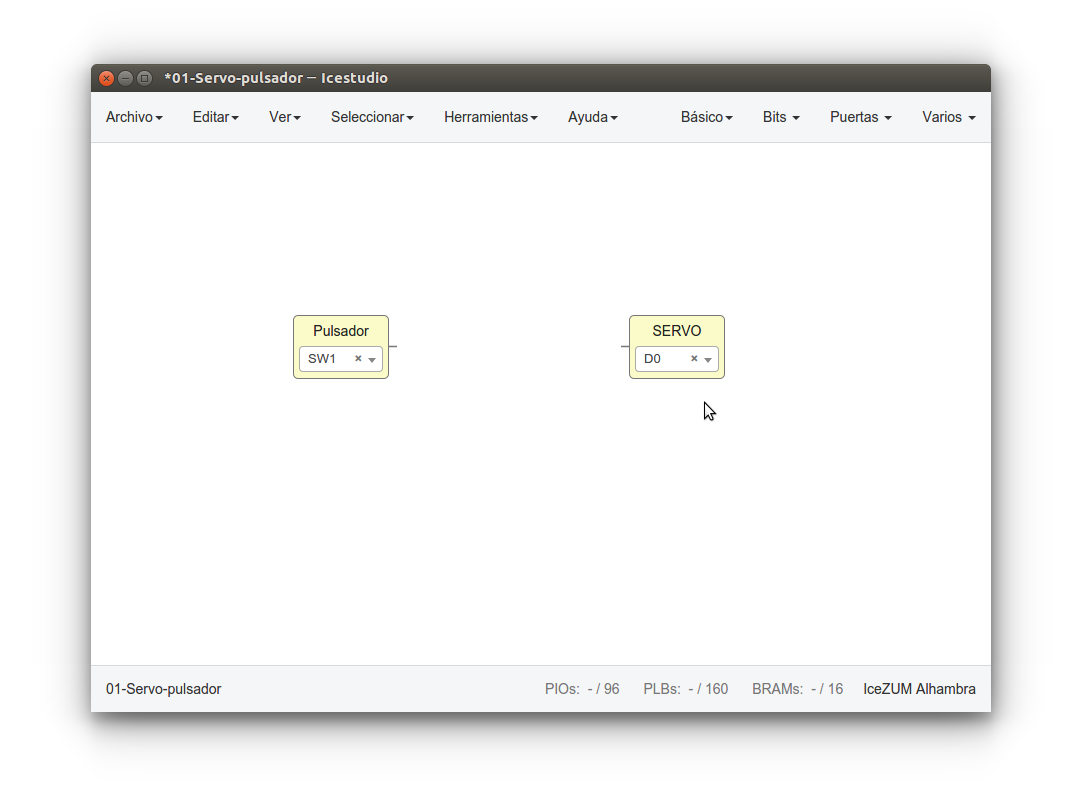 *01-Servo-pulsador – Icestudio
Archivo Editar Ver Seleccionar Herramientas Ayuda Básico Bits Puertas Varios
Pulsador SERVO
SW1 × D0 ×
01-Servo-pulsador PIOs: - / 96 PLBs: - / 160 BRAMs: - / 16 IceZUM Alhambra